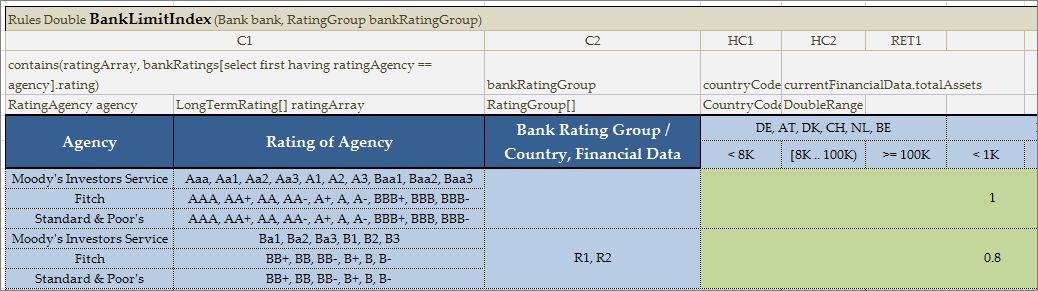 Rules Double BankLimitIndex (Bank bank, RatingGroup bankRatingGroup)
C1 C2 HC1 HC2 RET1
contains(ratingArray, bankRatings[select first having ratingAgency ==
agency].rating) bankRatingGroup countryCode currentFinancialData.totalAssets
RatingAgency agency LongTermRating[] ratingArray RatingGroup[] CountryCode DoubleRange
Agency Rating of Agency Bank Rating Group /
Country, Financial Data DE, AT, DK, CH, NL, BE
< 8K [8K .. 100K) >= 100K < 1K
Moody's Investors Service Aaa, Aa1, Aa2, Aa3, A1, A2, A3, Baa1, Baa2, Baa3
Fitch AAA, AA+, AA, AA-, A+, A, A-, BBB+, BBB, BBB- 1
Standard & Poor's AAA, AA+, AA, AA-, A+, A, A-, BBB+, BBB, BBB-
Moody's Investors Service Ba1, Ba2, Ba3, B1, B2, B3
Fitch BB+, BB, BB-, B+, B, B- R1, R2 0.8
Standard & Poor's BB+, BB, BB-, B+, B, B-